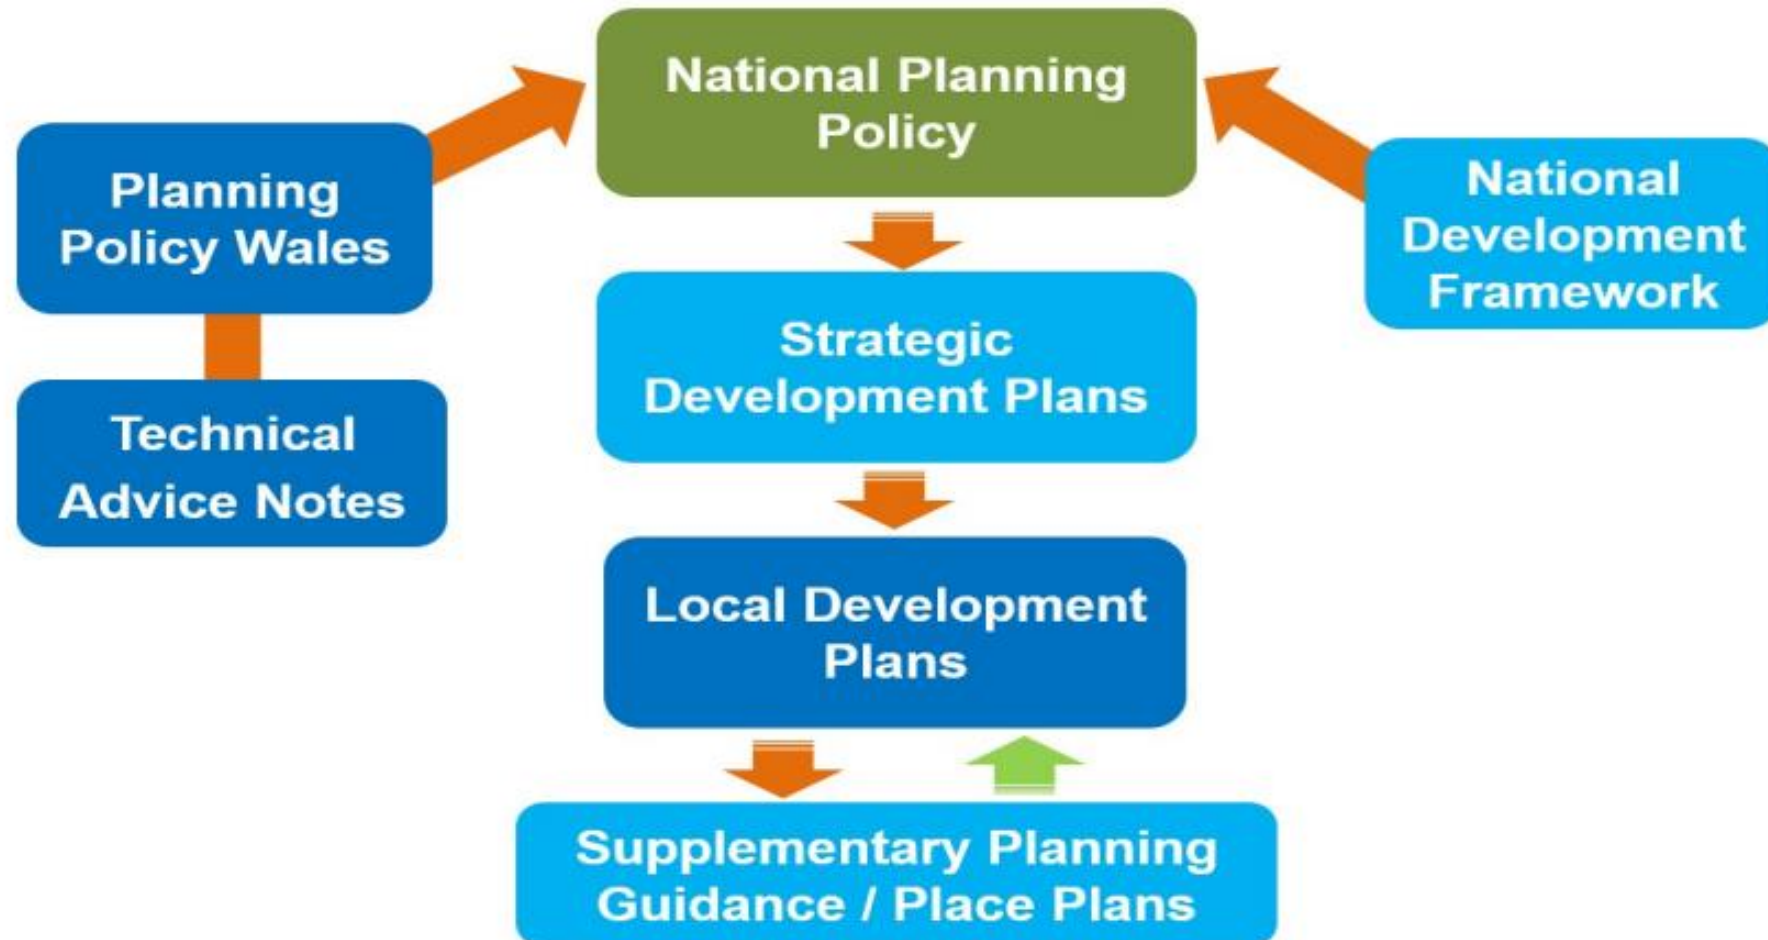 National Planning
Policy
Planning
Policy Wales
National
Development
Framework
Strategic
Development Plans
Technical
Advice Notes
Local Development
Plans
Supplementary Planning
Guidance / Place Plans